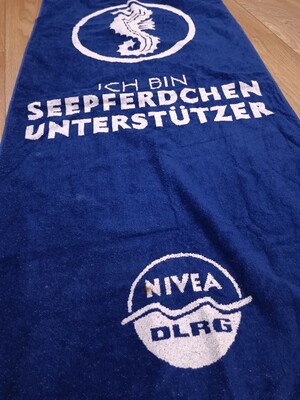 ICH BIN
SEEPFERDCHEN
UNTERSTÜTZER
NIVEA
DLRG